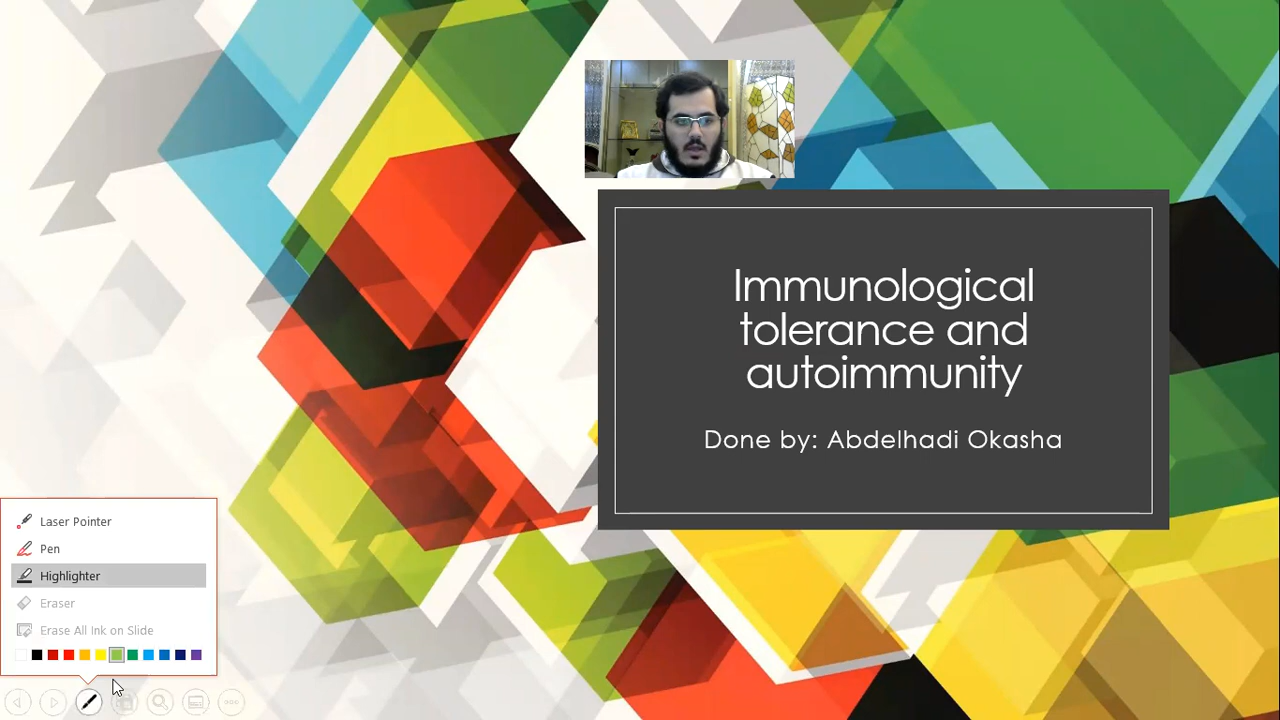 Immunological
tolerance and
autoimmunity
Done by: Abdelhadi Okasha
Laser Pointer
Pen
Highlighter
Eraser
Erase All Ink on Slide